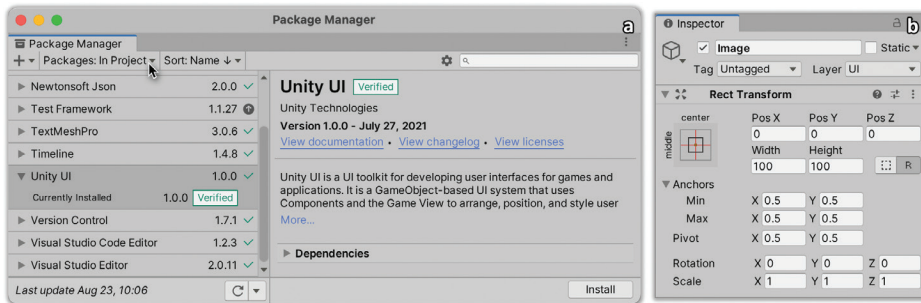 Package Manager
a
Package Manager
Packages: In Project Sort: Name ↓
Newtonsoft Json 2.0.0
Test Framework 1.1.27
TextMeshPro 3.0.6
Timeline 1.4.8
Unity UI 1.0.0
Currently Installed 1.0.0 Verified
Version Control 1.7.1
Visual Studio Code Editor 1.2.3
Visual Studio Editor 2.0.11
Last update Aug 23, 10:06
Unity UI Verified
Unity Technologies
Version 1.0.0 - July 27, 2021
View documentation • View changelog • View licenses
Unity UI is a UI toolkit for developing user interfaces for games and
applications. It is a GameObject-based UI system that uses
Components and the Game View to arrange, position, and style user
More...
Dependencies
Install
Inspector
b
Image Static
Tag Untagged Layer UI
Rect Transform
center Pos X Pos Y Pos Z
middle 0 0 0
Width Height
100 100 R
Anchors
Min X 0.5 Y 0.5
Max X 0.5 Y 0.5
Pivot X 0.5 Y 0.5
Rotation X 0 Y 0 Z 0
Scale X 1 Y 1 Z 1